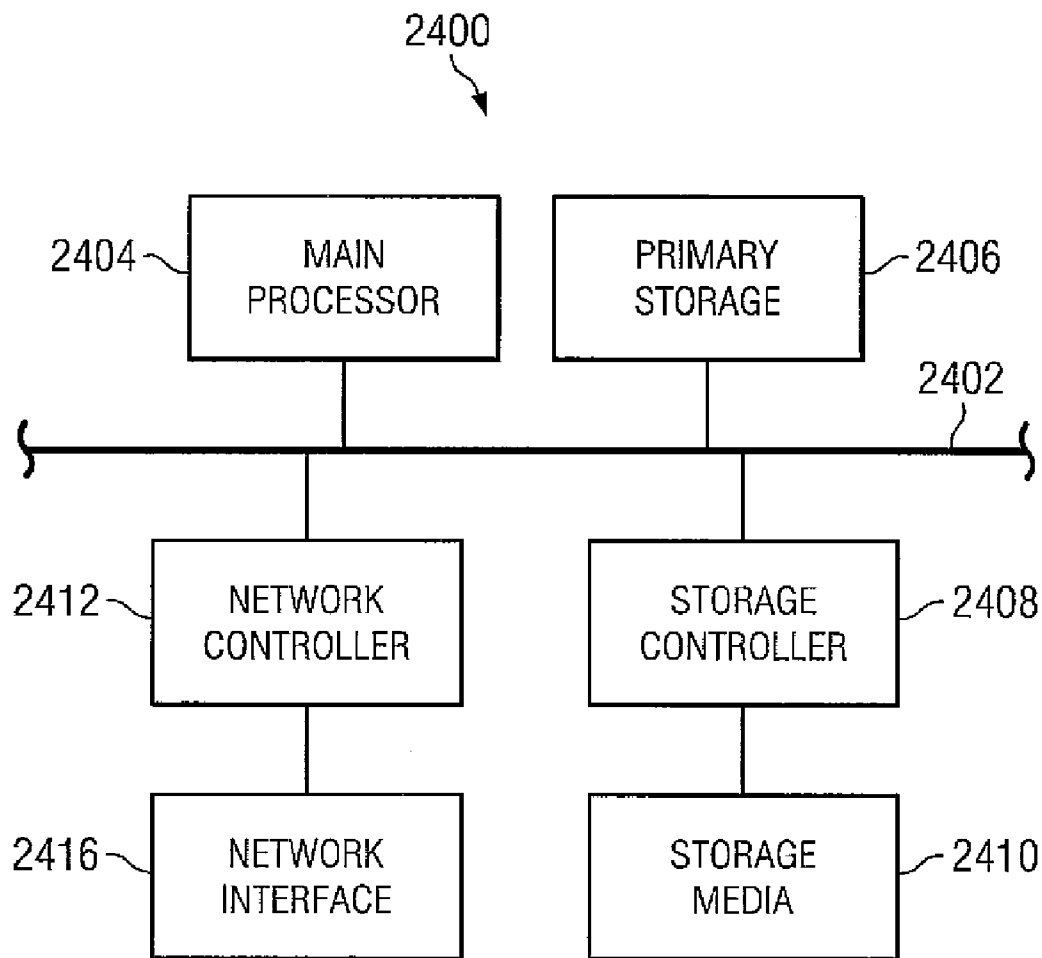 2400
MAIN
PROCESSOR
2404
PRIMARY
STORAGE
2406
2402
NETWORK
CONTROLLER
2412
STORAGE
CONTROLLER
2408
NETWORK
INTERFACE
2416
STORAGE
MEDIA
2410